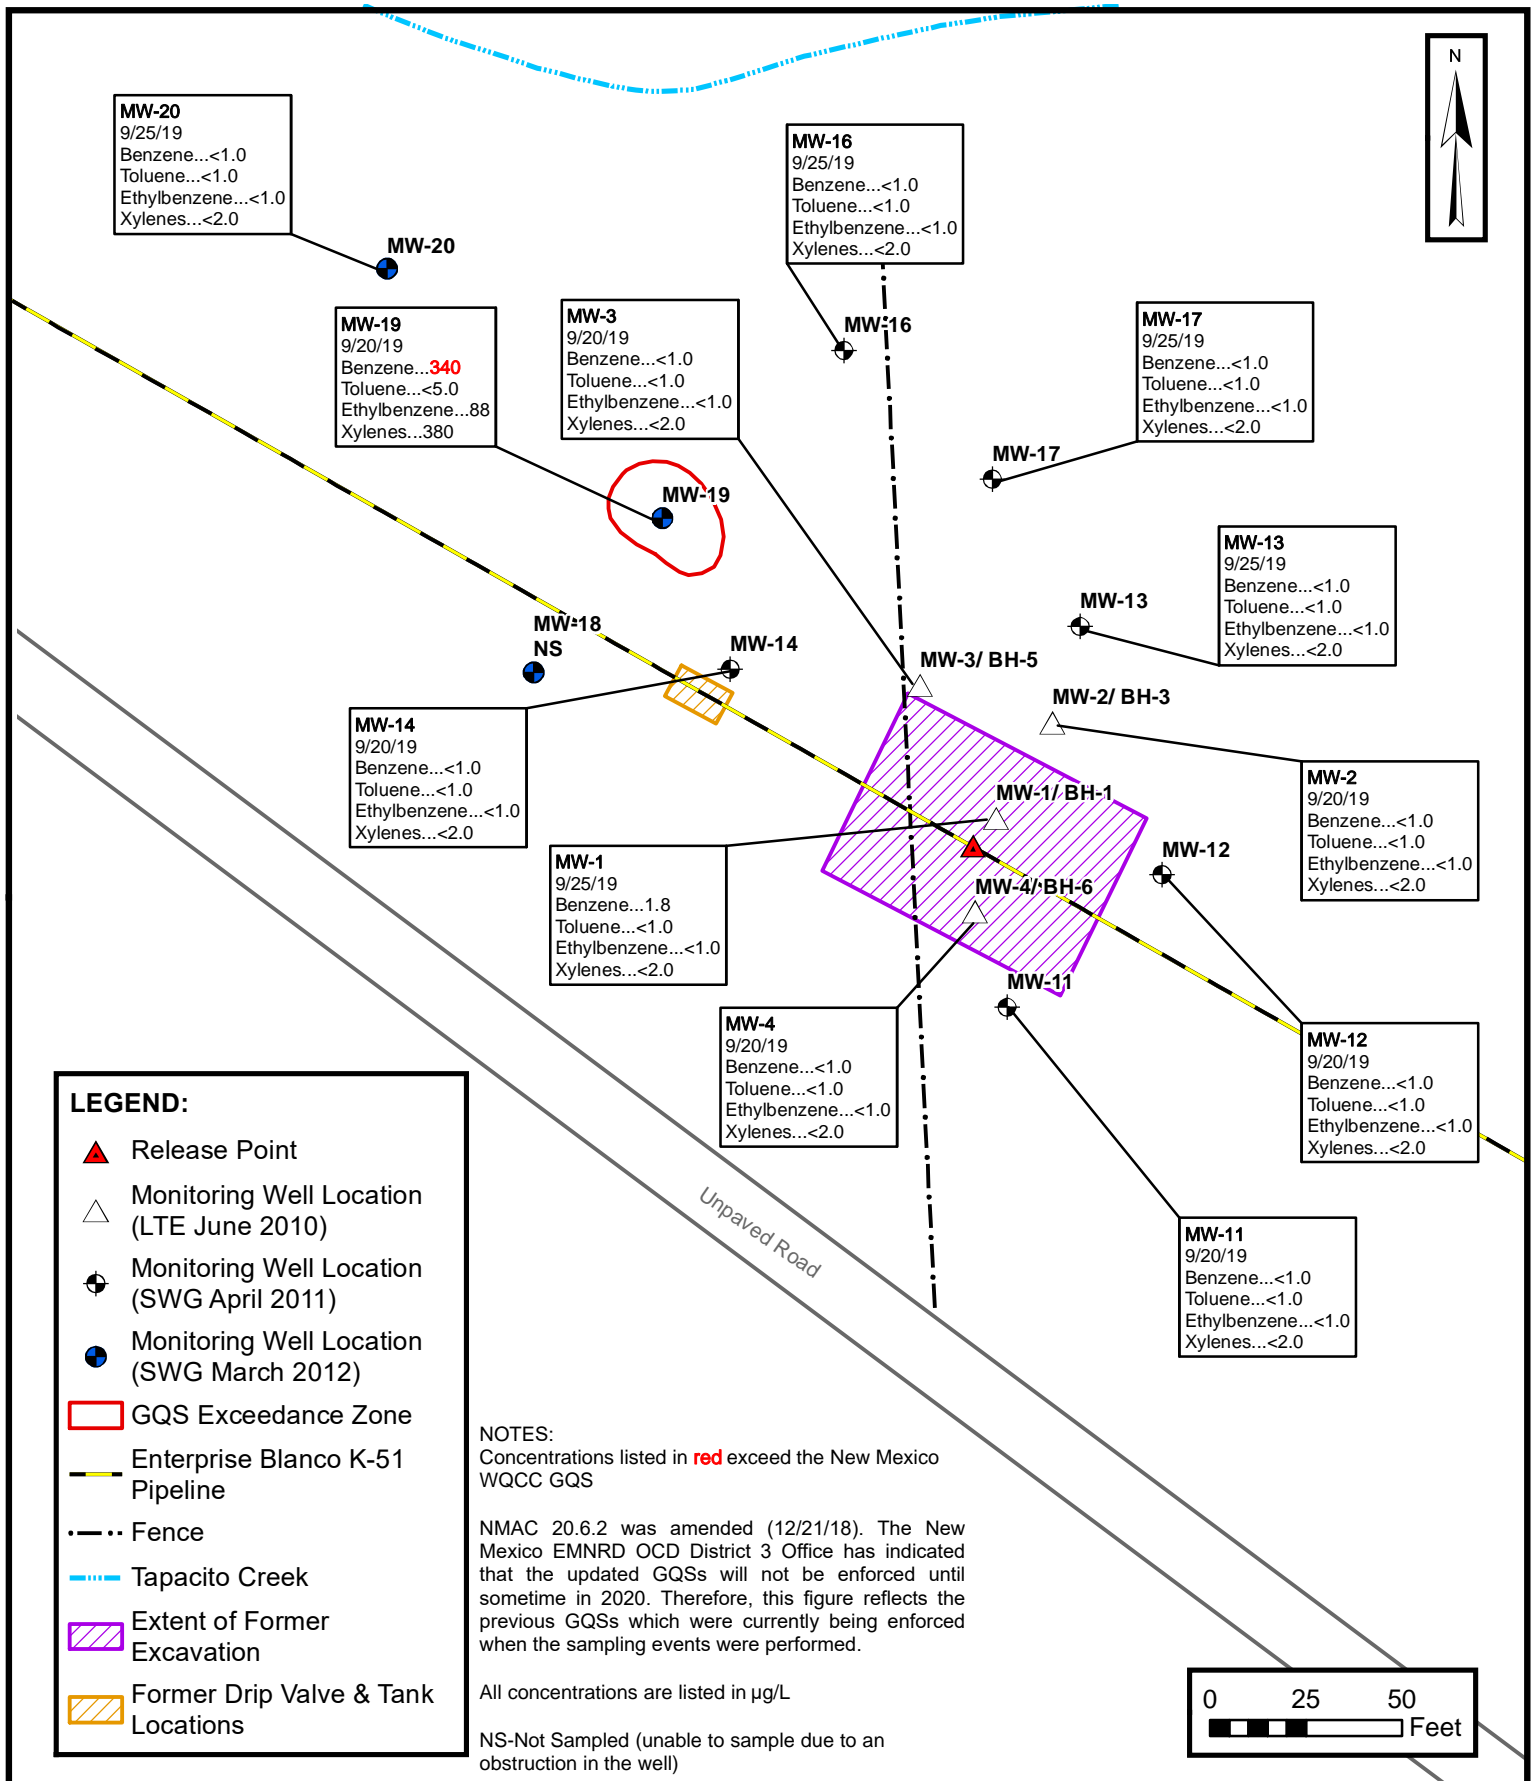 N
MW-20
9/25/19
Benzene...<1.0
Toluene...<1.0
Ethylbenzene...<1.0
Xylenes...<2.0
MW-20
MW-16
9/25/19
Benzene...<1.0
Toluene...<1.0
Ethylbenzene...<1.0
Xylenes...<2.0
MW-16
MW-19
9/20/19
Benzene...340
Toluene...<5.0
Ethylbenzene...88
Xylenes...380
MW-19
MW-3
9/20/19
Benzene...<1.0
Toluene...<1.0
Ethylbenzene...<1.0
Xylenes...<2.0
MW-17
9/25/19
Benzene...<1.0
Toluene...<1.0
Ethylbenzene...<1.0
Xylenes...<2.0
MW-17
MW-13
9/25/19
Benzene...<1.0
Toluene...<1.0
Ethylbenzene...<1.0
Xylenes...<2.0
MW-13
MW-18
NS
MW-14
MW-3/ BH-5
MW-2/ BH-3
MW-14
9/20/19
Benzene...<1.0
Toluene...<1.0
Ethylbenzene...<1.0
Xylenes...<2.0
MW-2
9/20/19
Benzene...<1.0
Toluene...<1.0
Ethylbenzene...<1.0
Xylenes...<2.0
MW-1/ BH-1
MW-12
MW-4/ BH-6
MW-1
9/25/19
Benzene...1.8
Toluene...<1.0
Ethylbenzene...<1.0
Xylenes...<2.0
MW-11
MW-4
9/20/19
Benzene...<1.0
Toluene...<1.0
Ethylbenzene...<1.0
Xylenes...<2.0
MW-12
9/20/19
Benzene...<1.0
Toluene...<1.0
Ethylbenzene...<1.0
Xylenes...<2.0
MW-11
9/20/19
Benzene...<1.0
Toluene...<1.0
Ethylbenzene...<1.0
Xylenes...<2.0
Unpaved Road
LEGEND:
Release Point
Monitoring Well Location
(LTE June 2010)
Monitoring Well Location
(SWG April 2011)
Monitoring Well Location
(SWG March 2012)
GQS Exceedance Zone
Enterprise Blanco K-51
Pipeline
Fence
Tapacito Creek
Extent of Former
Excavation
Former Drip Valve & Tank
Locations
NOTES:
Concentrations listed in red exceed the New Mexico
WQCC GQS
NMAC 20.6.2 was amended (12/21/18). The New
Mexico EMNRD OCD District 3 Office has indicated
that the updated GQSs will not be enforced until
sometime in 2020. Therefore, this figure reflects the
previous GQSs which were currently being enforced
when the sampling events were performed.
All concentrations are listed in µg/L
NS-Not Sampled (unable to sample due to an
obstruction in the well)
0 25 50
Feet